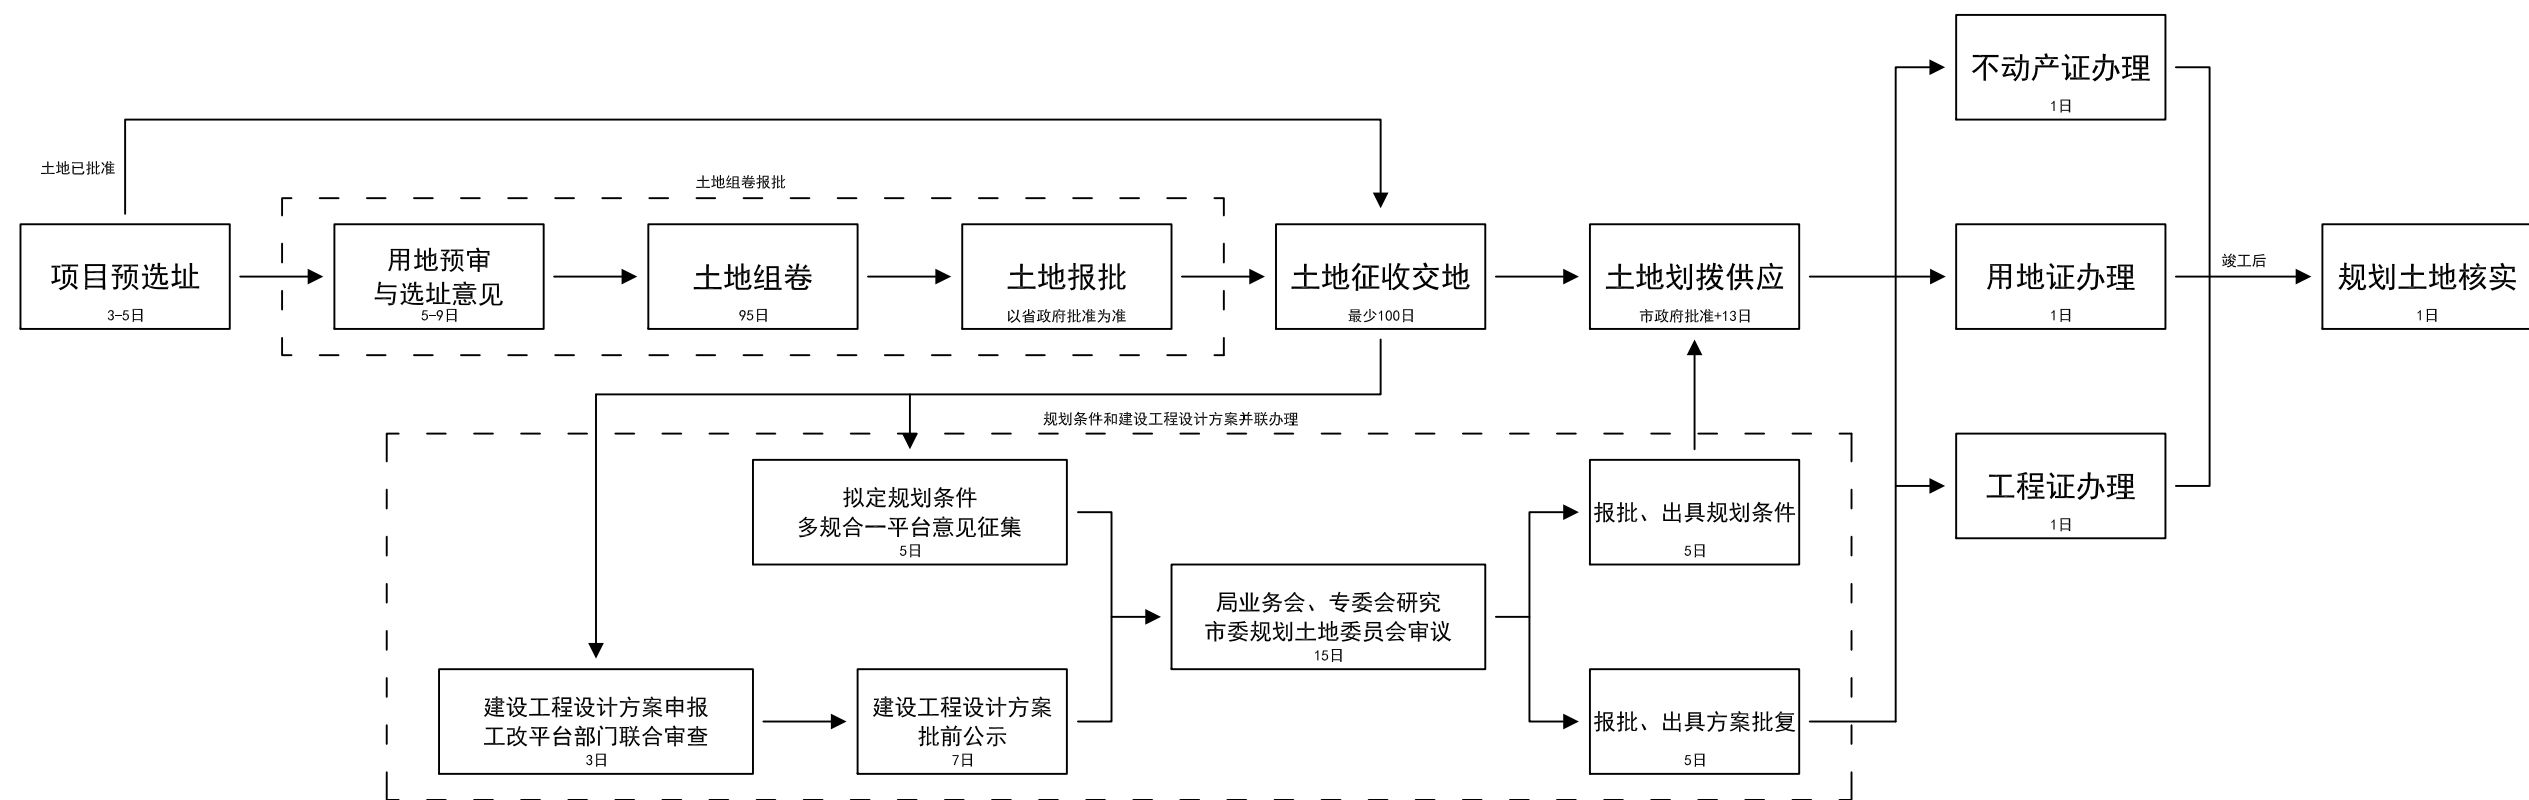 不动产证办理
1日
土地已批准
土地组卷报批
项目预选址
3-5日
用地预审
与选址意见
5-9日
土地组卷
95日
土地报批
以省政府批准为准
土地征收交地
最少100日
土地划拨供应
市政府批准+13日
用地证办理
1日
竣工后
规划土地核实
1日
规划条件和建设工程设计方案并联办理
拟定规划条件
多规合一平台意见征集
5日
报批、出具规划条件
5日
工程证办理
1日
局业务会、专委会研究
市委规划土地委员会审议
15日
建设工程设计方案申报
工改平台部门联合审查
3日
建设工程设计方案
批前公示
7日
报批、出具方案批复
5日